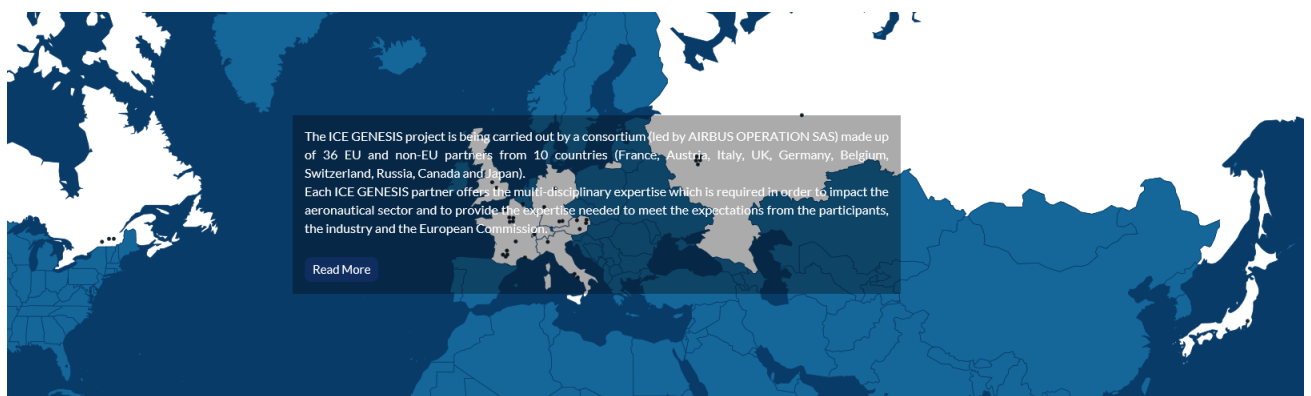 The ICE GENESIS project is being carried out by a consortium (led by AIRBUS OPERATION SAS) made up
of 36 EU and non-EU partners from 10 countries (France, Austria, Italy, UK, Germany, Belgium,
Switzerland, Russia, Canada and Japan).
Each ICE GENESIS partner offers the multi-disciplinary expertise which is required in order to impact the
aeronautical sector and to provide the expertise needed to meet the expectations from the participants,
the industry and the European Commission.
Read More